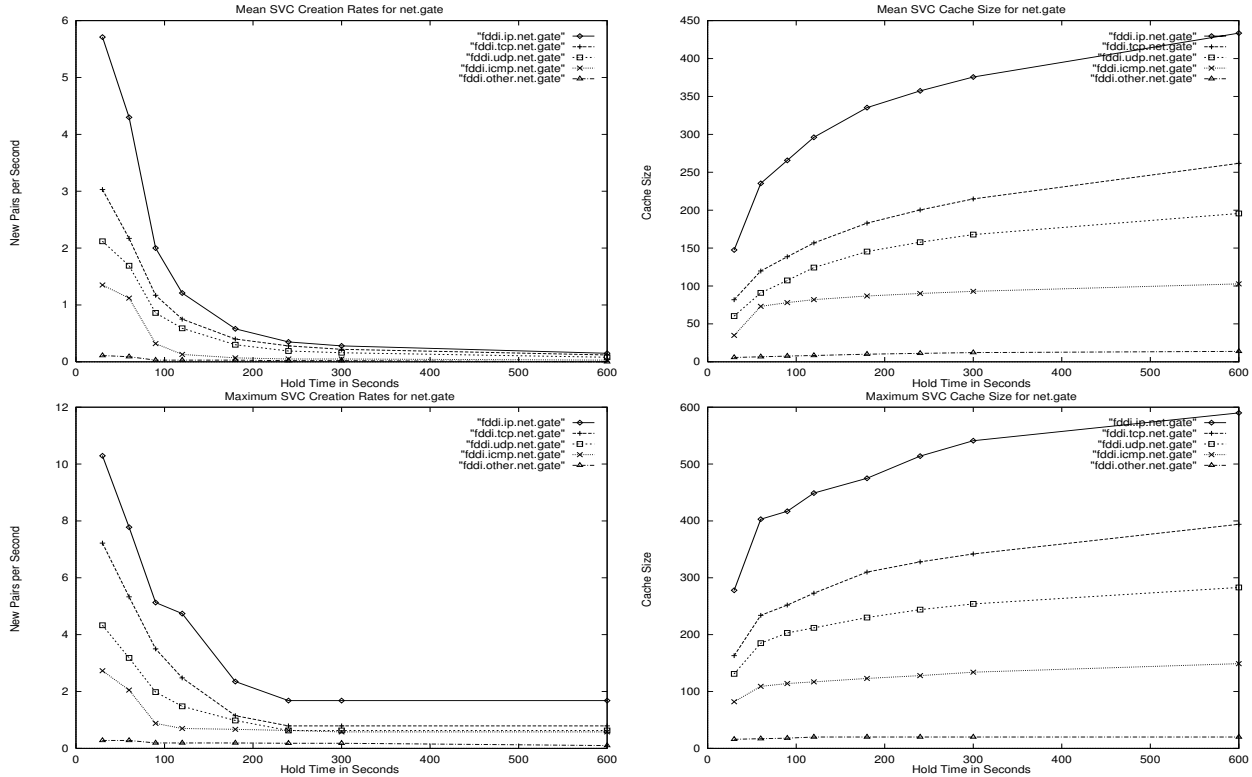 Mean SVC Creation Rates for net.gate
New Pairs per Second
6
5
4
3
2
1
0
0 100 200 300 400 500 600
Hold Time in Seconds
"fddi.ip.net.gate"
"fddi.tcp.net.gate"
"fddi.udp.net.gate"
"fddi.icmp.net.gate"
"fddi.other.net.gate"
Mean SVC Cache Size for net.gate
Cache Size
450
400
350
300
250
200
150
100
50
0
0 100 200 300 400 500 600
Hold Time in Seconds
"fddi.ip.net.gate"
"fddi.tcp.net.gate"
"fddi.udp.net.gate"
"fddi.icmp.net.gate"
"fddi.other.net.gate"
Maximum SVC Creation Rates for net.gate
New Pairs per Second
12
10
8
6
4
2
0
0 100 200 300 400 500 600
Hold Time in Seconds
"fddi.ip.net.gate"
"fddi.tcp.net.gate"
"fddi.udp.net.gate"
"fddi.icmp.net.gate"
"fddi.other.net.gate"
Maximum SVC Cache Size for net.gate
Cache Size
600
500
400
300
200
100
0
0 100 200 300 400 500 600
Hold Time in Seconds
"fddi.ip.net.gate"
"fddi.tcp.net.gate"
"fddi.udp.net.gate"
"fddi.icmp.net.gate"
"fddi.other.net.gate"